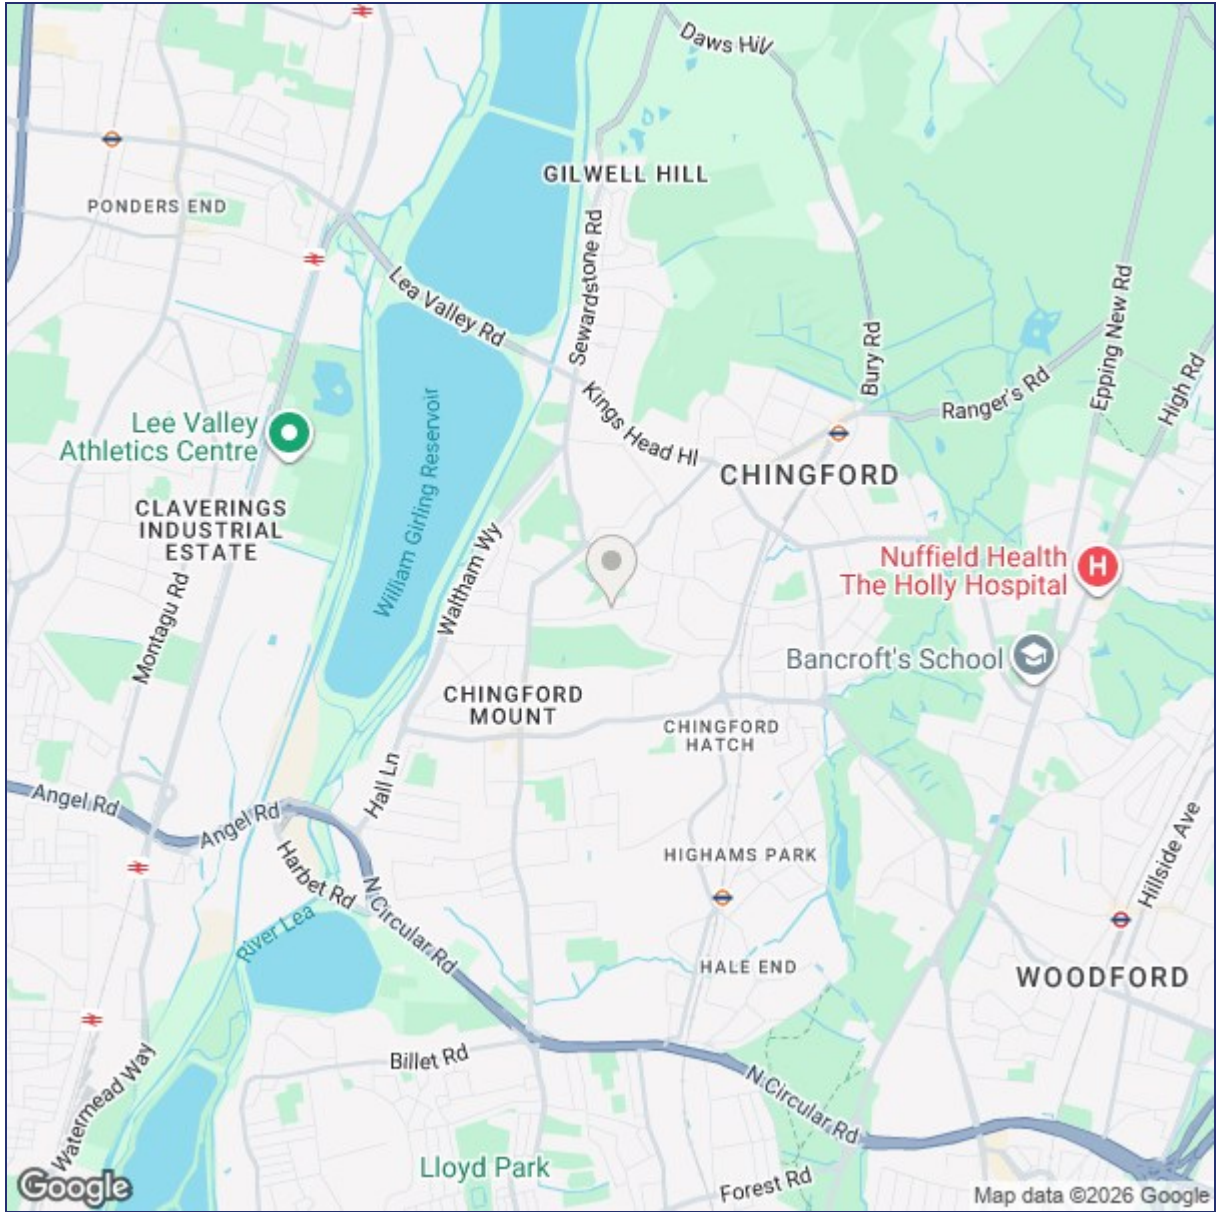 Daws Hil
GILWELL HILL
PONDERS END
Sewardstone Rd
Lea Valley Rd
Bury Rd
Epping New Rd
High Rd
Ranger's Rd
Kings Head Hl
Lee Valley
Athletics Centre
CHINGFORD
William Girling Reservoir
CLAVERINGS
INDUSTRIAL
ESTATE
Waltham Wy
Nuffield Health
The Holly Hospital
H
Montagu Rd
Bancroft's School
CHINGFORD
MOUNT
CHINGFORD
HATCH
Hall Ln
Angel Rd
Angel Rd
Harbet Rd
HIGHAMS PARK
Hillside Ave
N Circular Rd
River Lea
HALE END
WOODFORD
Billet Rd
Watermead Way
N Circular Rd
Lloyd Park
Forest Rd
Google
Map data ©2026 Google